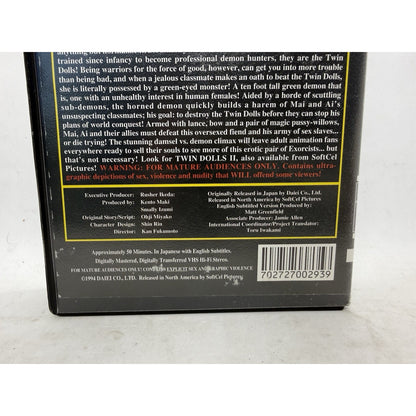 trained since infancy to become professional demon hunters, they are the Twin
Dolls! Being warriors for the force of good, however, can get you into more trouble
than being bad, and when a jealous classmate makes an oath to beat the Twin Dolls,
she is literally possessed by a green-eyed monster! A ten foot tall green demon that
is, one with an unhealthy interest in human females! Aided by a horde of scuttling
sub-demons, the horned demon quickly builds a harem of Mai and Ai's
unsuspecting classmates; his goal: to destroy the Twin Dolls before they can stop his
plans of world conquest! Armed with lance, bow and a pair of magic pussy-willows,
Mai, Ai and their allies must defeat this oversexed fiend and his army of sex slaves...
or die trying! The stunning damsel vs. demon climax will leave adult animation fans
everywhere ready to sell their souls to see more of this erotic pair of Exorcists... but
that's not necessary! Look for TWIN DOLLS II, also available from SoftCel
Pictures! WARNING: FOR MATURE AUDIENCES ONLY. Contains ultra-
graphic depictions of sex, violence and nudity that WILL offend some viewers!
Executive Producer: Rusher Ikeda
Produced by: Kento Maki
Smally Izumi
Original Story/Script: Ohji Miyako
Character Design: Shin Rin
Director: Kan Fukumoto
Originally Released in Japan by Daiei Co., Ltd.
Released in North America by SoftCel Pictures
English Subtitled Version Produced by:
Matt Greenfield
Associate Producer: Jamie Allen
International Coordinator/Project Translator:
Toru Iwakami
Approximately 50 Minutes. In Japanese with English Subtitles.
Digitally Mastered, Digitally Transferred VHS Hi-Fi Stereo.
FOR MATURE AUDIENCES ONLY! CONTAINS EXPLICIT SEX AND GRAPHIC VIOLENCE
©1994 DAIEI CO., LTD. Released in North America by SoftCel Pictures
702727002939